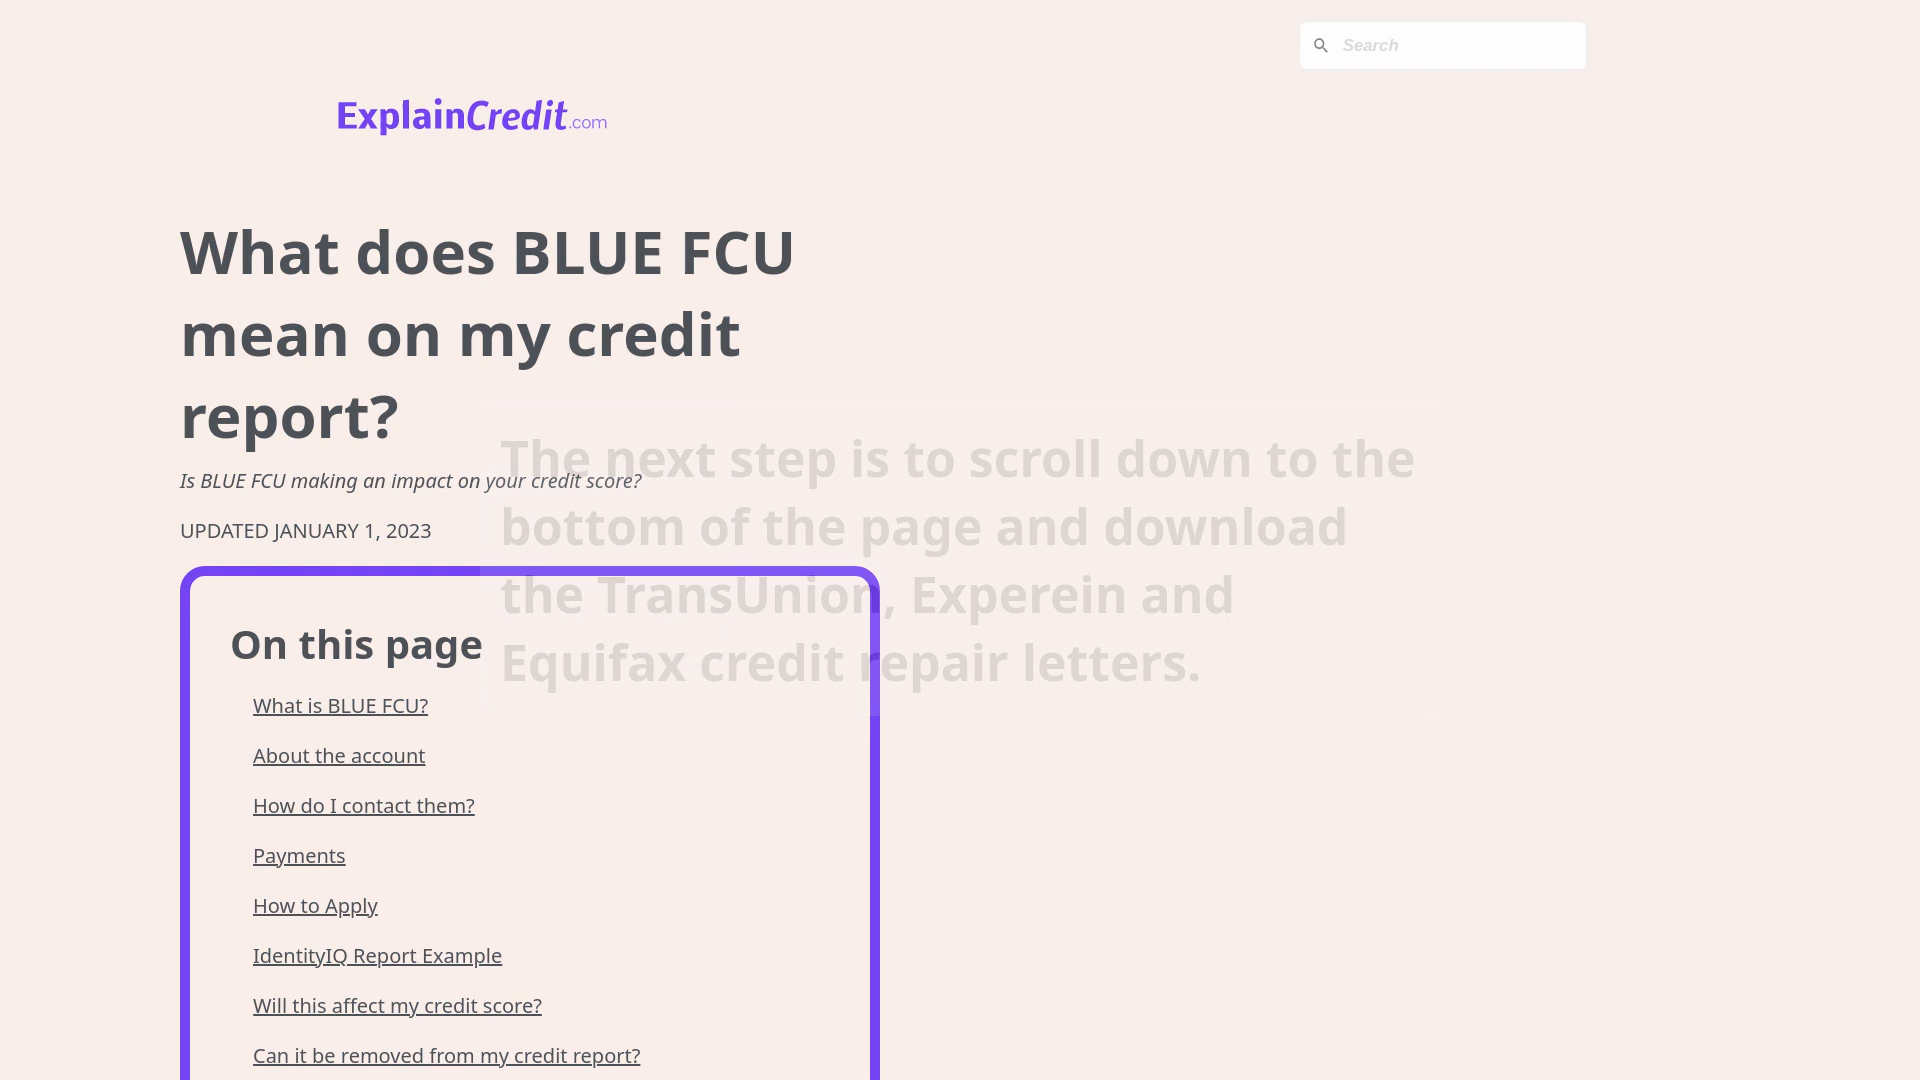 Search
ExplainCredit.com
What does BLUE FCU
mean on my credit
report?
Is BLUE FCU making an impact on your credit score?
UPDATED JANUARY 1, 2023
The next step is to scroll down to the
bottom of the page and download
the TransUnion, Experein and
Equifax credit repair letters.
On this page
What is BLUE FCU?
About the account
How do I contact them?
Payments
How to Apply
IdentityIQ Report Example
Will this affect my credit score?
Can it be removed from my credit report?